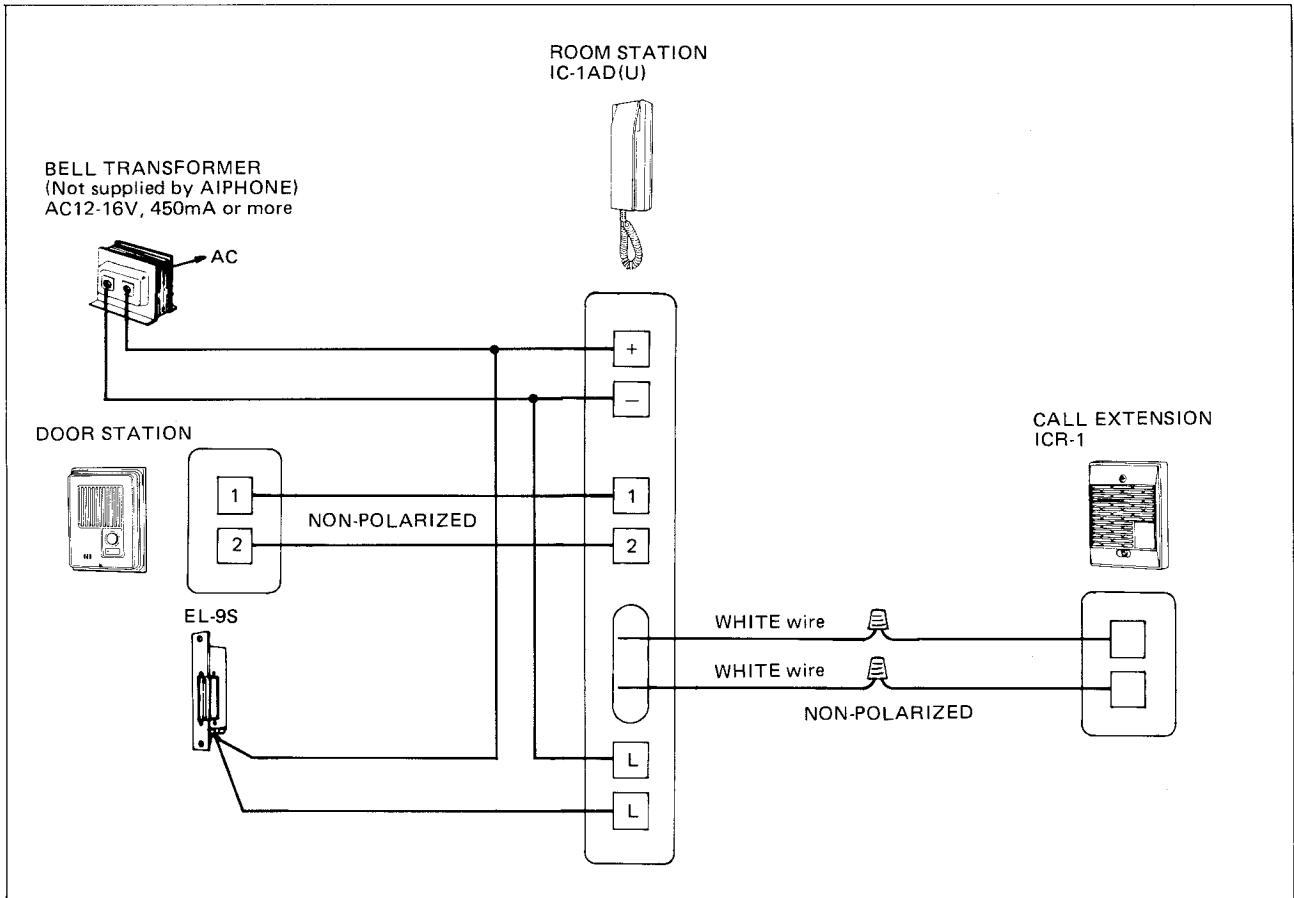 ROOM STATION
IC-1AD(U)
BELL TRANSFORMER
(Not supplied by AIPHONE)
AC12-16V, 450mA or more
AC
+
−
DOOR STATION
CALL EXTENSION
ICR-1
1
NON-POLARIZED
1
2
2
EL-9S
WHITE wire
WHITE wire
NON-POLARIZED
L
L